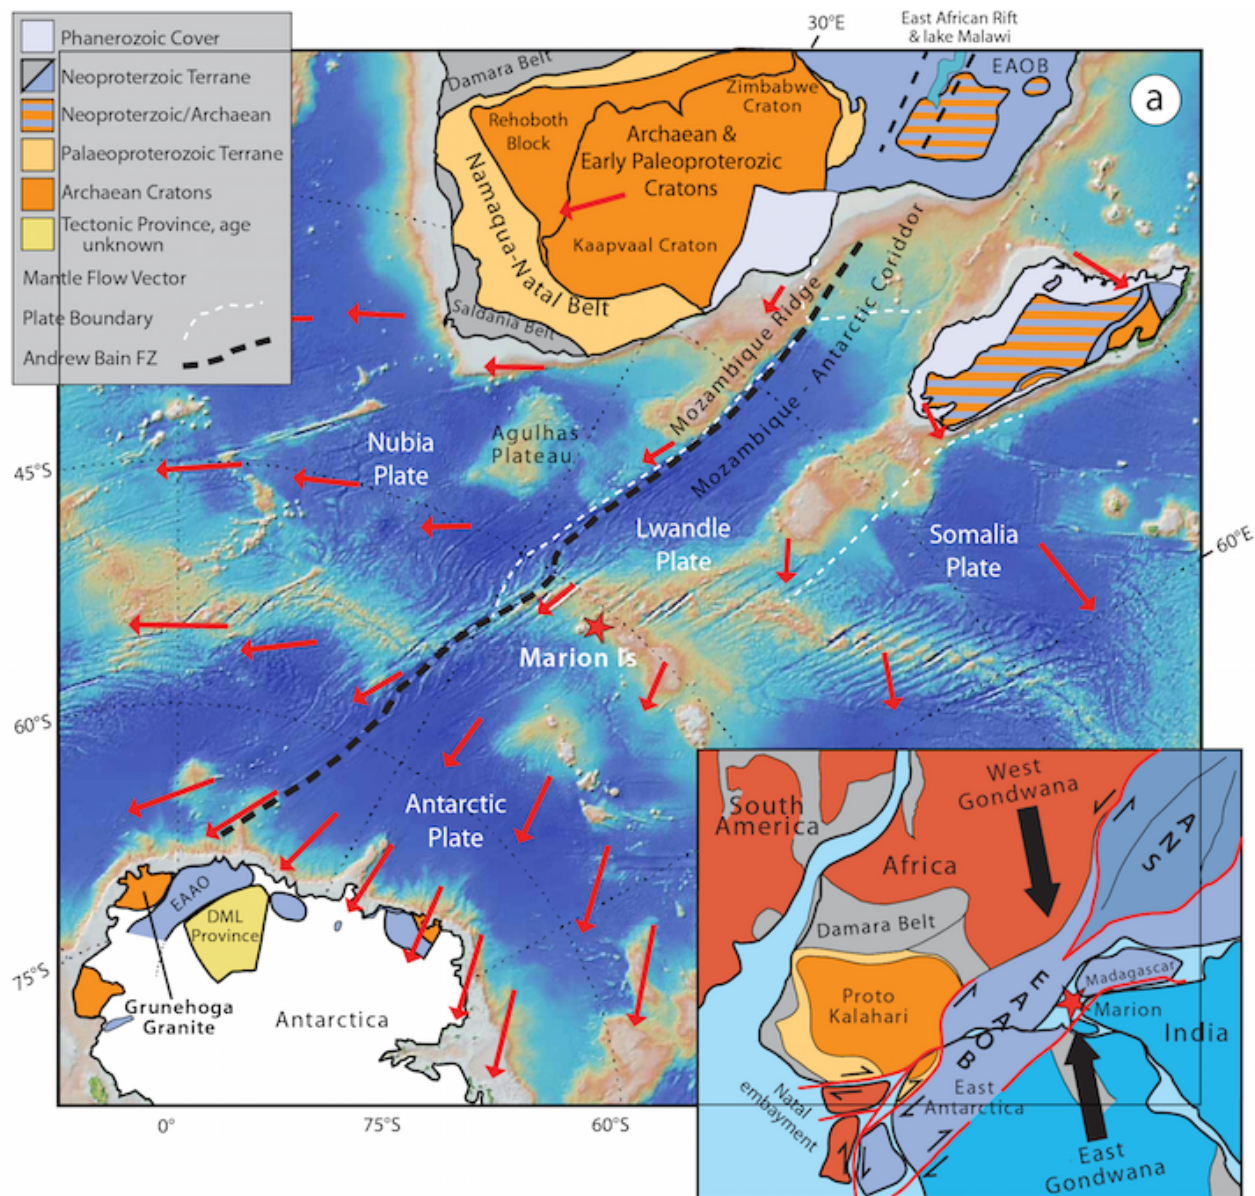 Phanerozoic Cover
Neoproterzoic Terrane
Neoproterzoic/Archaean
Palaeoproterozoic Terrane
Archaean Cratons
Tectonic Province, age
unknown
Mantle Flow Vector
Plate Boundary
Andrew Bain FZ
30°E
East African Rift
& lake Malawi
a
Damara Belt
EAOB
Zimbabwe
Craton
Rehoboth
Block
Archaean &
Early Paleoproterozic
Cratons
Namaqua-Natal Belt
Kaapvaal Craton
Saldania Belt
Mozambique Ridge
Mozambique - Antarctic Coriddor
Agulhas
Plateau
Nubia
Plate
45°S
Lwandle
Plate
Somalia
Plate
60°E
Marion Is
60°S
Antarctic
Plate
EAAO
DML
Province
75°S
Grunehoga
Granite
Antarctica
0°
75°S
60°S
West
Gondwana
South
America
Africa
ANS
Damara Belt
EAAOB
Madagascar
Proto
Kalahari
Marion
India
Natal
embayment
East
Antarctica
East
Gondwana